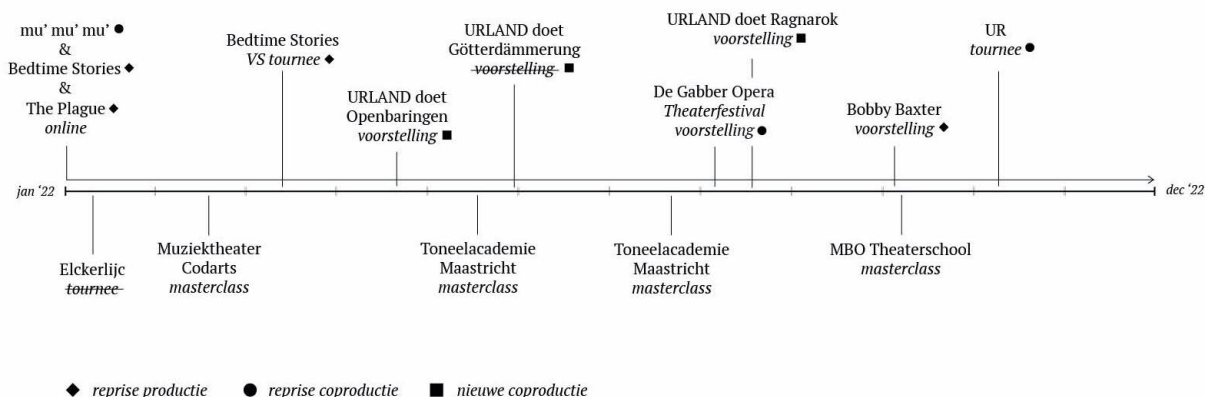 mu’ mu’ mu’ ●
&
Bedtime Stories ◆
&
The Plague ◆
online
Bedtime Stories
VS tournee ◆
URLAND doet
Openbaringen
voorstelling ■
URLAND doet
Götterdämmerung
voorstelling ■
De Gabber Opera
Theaterfestival
voorstelling ●
URLAND doet Ragnarok
voorstelling ■
Bobby Baxter
voorstelling ◆
UR
tournee ●
jan ‘22
dec ‘22
Elckerlijc
tournee
Muziektheater
Codarts
masterclass
Toneelacademie
Maastricht
masterclass
Toneelacademie
Maastricht
masterclass
MBO Theaterschool
masterclass
◆ reprise productie ● reprise coproductie ■ nieuwe coproductie